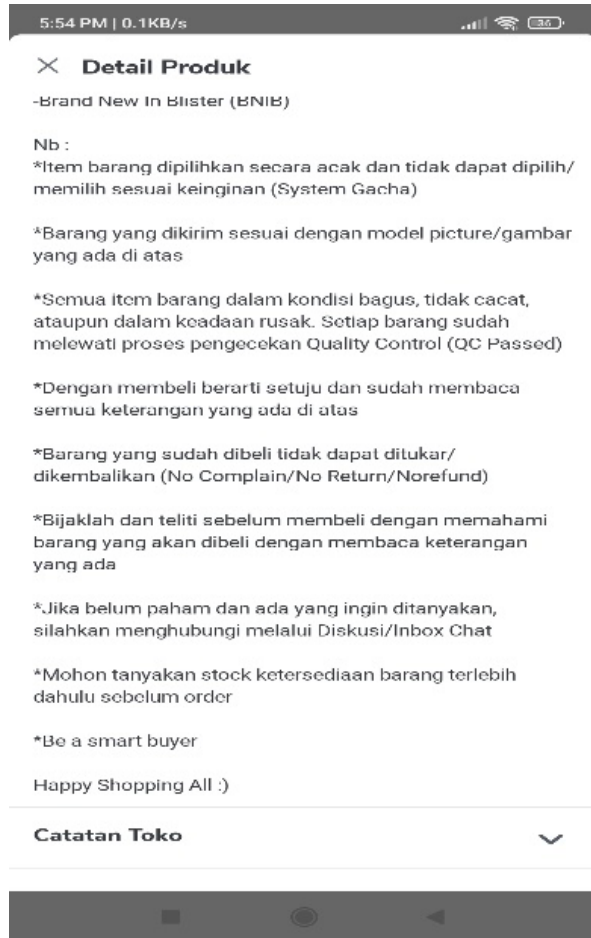 5:54 PM | 0.1KB/s
36
Detail Produk
-Brand New In Blister (BNIB)
Nb :
*Item barang dipilihkan secara acak dan tidak dapat dipilih/
memilih sesuai keinginan (System Gacha)
*Barang yang dikirim sesuai dengan model picture/gambar
yang ada di atas
*Semua item barang dalam kondisi bagus, tidak cacat,
ataupun dalam keadaan rusak. Setiap barang sudah
melewati proses pengecekan Quality Control (QC Passed)
*Dengan membeli berarti setuju dan sudah membaca
semua keterangan yang ada di atas
*Barang yang sudah dibeli tidak dapat ditukar/
dikembalikan (No Complain/No Return/Norefund)
*Bijaklah dan teliti sebelum membeli dengan memahami
barang yang akan dibeli dengan membaca keterangan
yang ada
*Jika belum paham dan ada yang ingin ditanyakan,
silahkan menghubungi melalui Diskusi/Inbox Chat
*Mohon tanyakan stock ketersediaan barang terlebih
dahulu sebelum order
*Be a smart buyer
Happy Shopping All :)
Catatan Toko